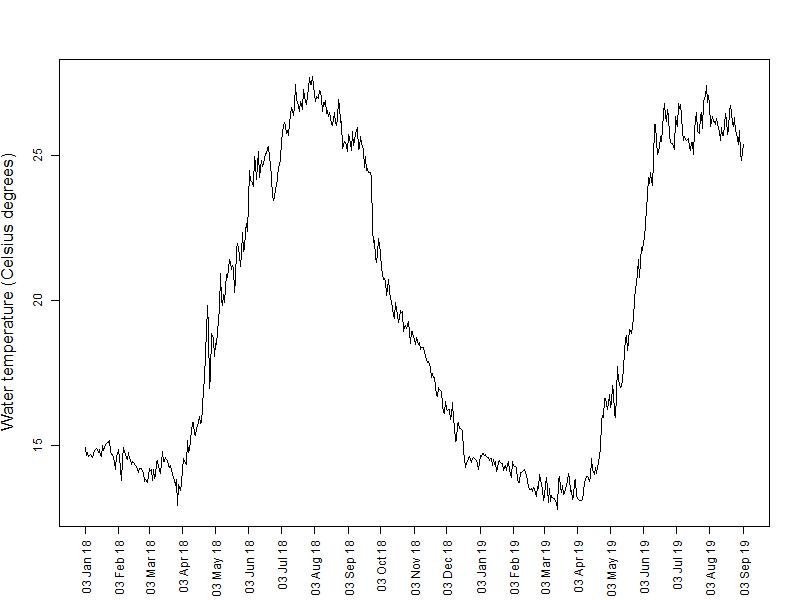 Water temperature (Celsius degrees)
25
20
15
03 Jan 18
03 Feb 18
03 Mar 18
03 Apr 18
03 May 18
03 Jun 18
03 Jul 18
03 Aug 18
03 Sep 18
03 Oct 18
03 Nov 18
03 Dec 18
03 Jan 19
03 Feb 19
03 Mar 19
03 Apr 19
03 May 19
03 Jun 19
03 Jul 19
03 Aug 19
03 Sep 19